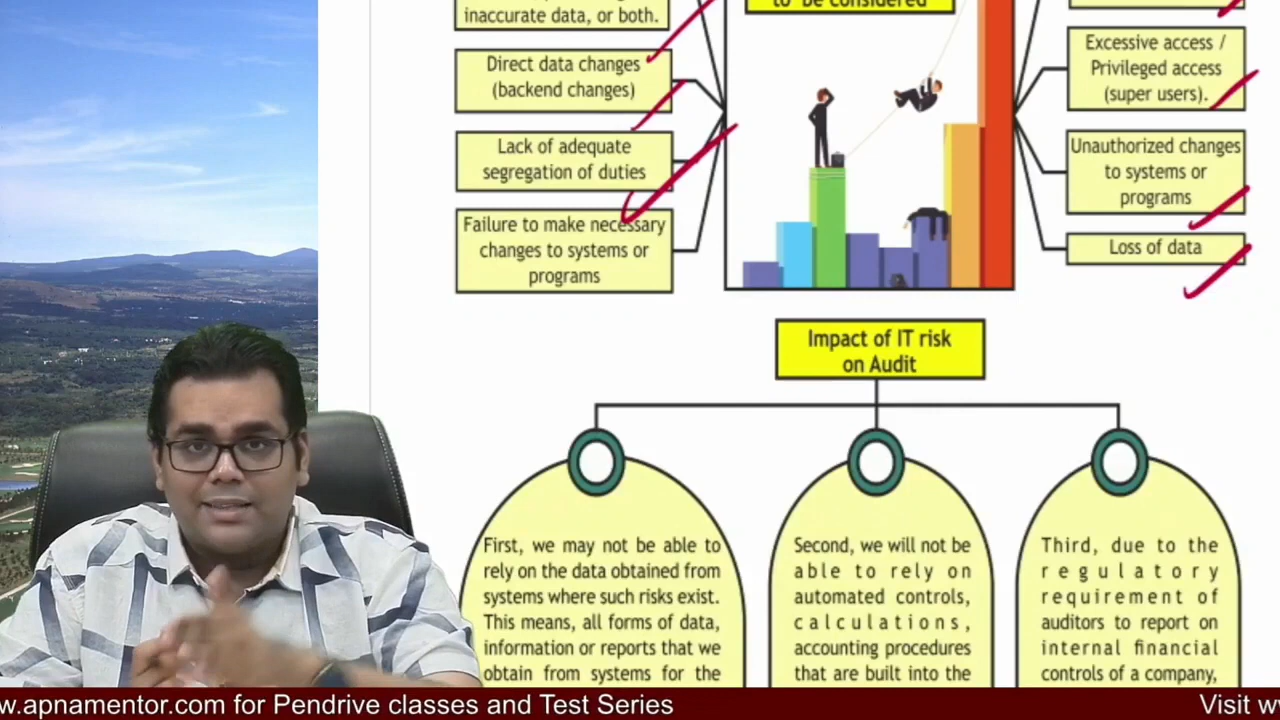 inaccurate data, or both.
Direct data changes
(backend changes)
Lack of adequate
segregation of duties
Failure to make necessary
changes to systems or
programs
to be considered
Excessive access /
Privileged access
(super users).
Unauthorized changes
to systems or
programs
Loss of data
Impact of IT risk
on Audit
First, we may not be able to
rely on the data obtained from
systems where such risks exist.
This means, all forms of data,
information or reports that we
obtain from systems for the
Second, we will not be
able to rely on
automated controls,
calculations,
accounting procedures
that are built into the
Third, due to the
regulatory
requirement of
auditors to report on
internal financial
controls of a company,
w.apnamentor.com for Pendrive classes and Test Series
Visit w